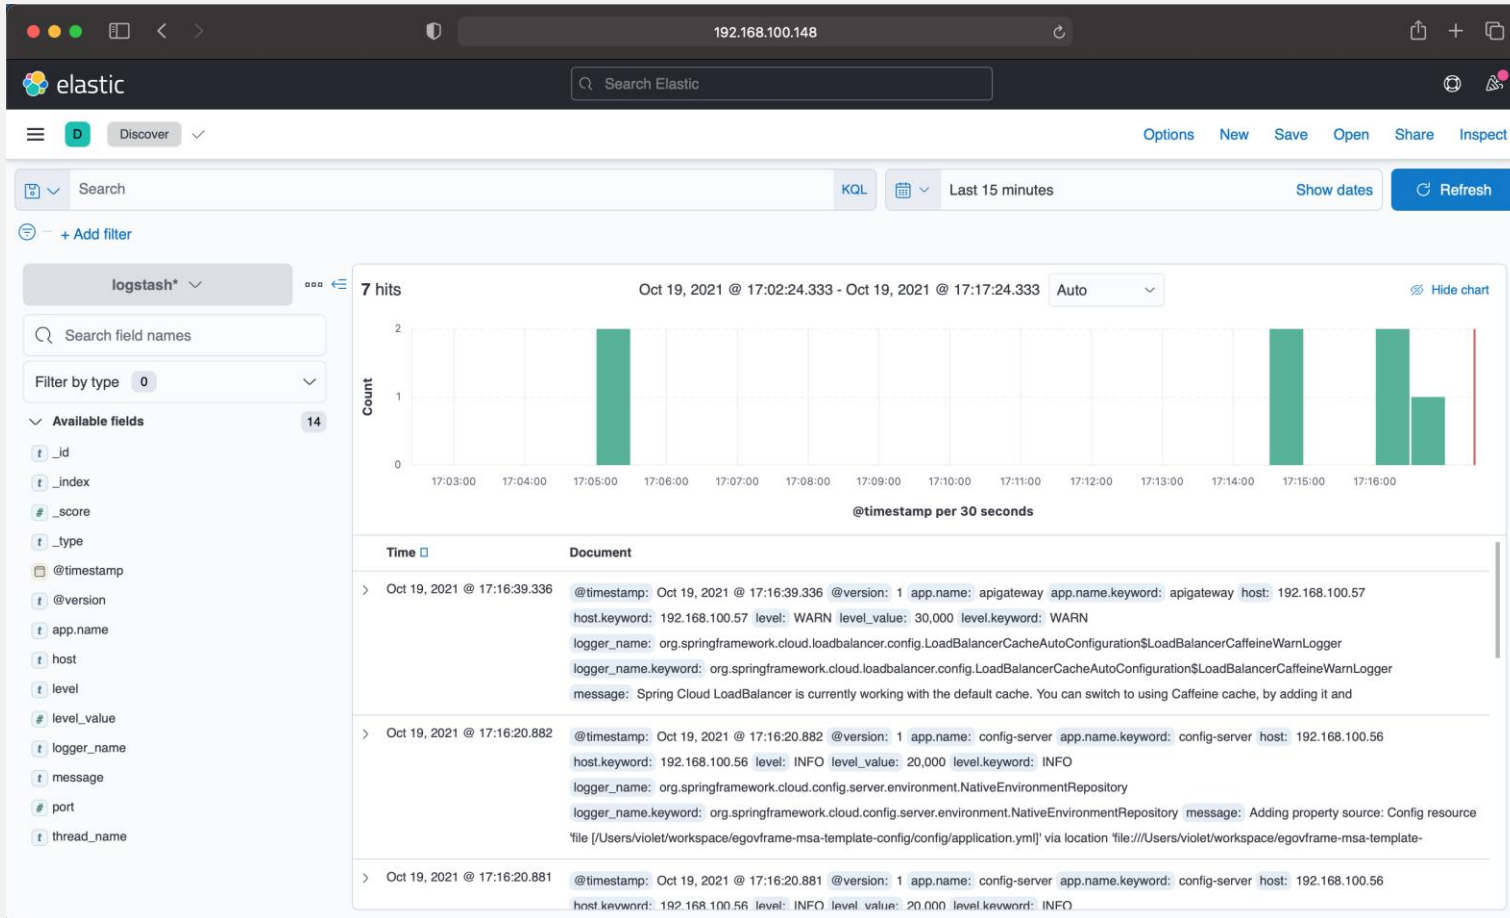 192.168.100.148
elastic
Search Elastic
D Discover
Options New Save Open Share Inspect
Search KQL
Last 15 minutes Show dates
Refresh
+ Add filter
logstash*
Search field names
Filter by type 0
Available fields 14
t _id
t _index
# _score
t _type
@timestamp
t @version
t app.name
t host
t level
# level_value
t logger_name
t message
# port
t thread_name
7 hits
Oct 19, 2021 @ 17:02:24.333 - Oct 19, 2021 @ 17:17:24.333 Auto
Hide chart
Count
2
1
0
17:03:00 17:04:00 17:05:00 17:06:00 17:07:00 17:08:00 17:09:00 17:10:00 17:11:00 17:12:00 17:13:00 17:14:00 17:15:00 17:16:00
@timestamp per 30 seconds
Time Document
Oct 19, 2021 @ 17:16:39.336 @timestamp: Oct 19, 2021 @ 17:16:39.336 @version: 1 app.name: apigateway app.name.keyword: apigateway host: 192.168.100.57
host.keyword: 192.168.100.57 level: WARN level_value: 30,000 level.keyword: WARN
logger_name: org.springframework.cloud.loadbalancer.config.LoadBalancerCacheAutoConfiguration$LoadBalancerCaffeineWarnLogger
logger_name.keyword: org.springframework.cloud.loadbalancer.config.LoadBalancerCacheAutoConfiguration$LoadBalancerCaffeineWarnLogger
message: Spring Cloud LoadBalancer is currently working with the default cache. You can switch to using Caffeine cache, by adding it and
Oct 19, 2021 @ 17:16:20.882 @timestamp: Oct 19, 2021 @ 17:16:20.882 @version: 1 app.name: config-server app.name.keyword: config-server host: 192.168.100.56
host.keyword: 192.168.100.56 level: INFO level_value: 20,000 level.keyword: INFO
logger_name: org.springframework.cloud.config.server.environment.NativeEnvironmentRepository
logger_name.keyword: org.springframework.cloud.config.server.environment.NativeEnvironmentRepository message: Adding property source: Config resource
'file [/Users/violet/workspace/egovframe-msa-template-config/config/application.yml]' via location 'file:///Users/violet/workspace/egovframe-msa-template-
Oct 19, 2021 @ 17:16:20.881 @timestamp: Oct 19, 2021 @ 17:16:20.881 @version: 1 app.name: config-server app.name.keyword: config-server host: 192.168.100.56
host.keyword: 192.168.100.56 level: INFO level_value: 20,000 level.keyword: INFO